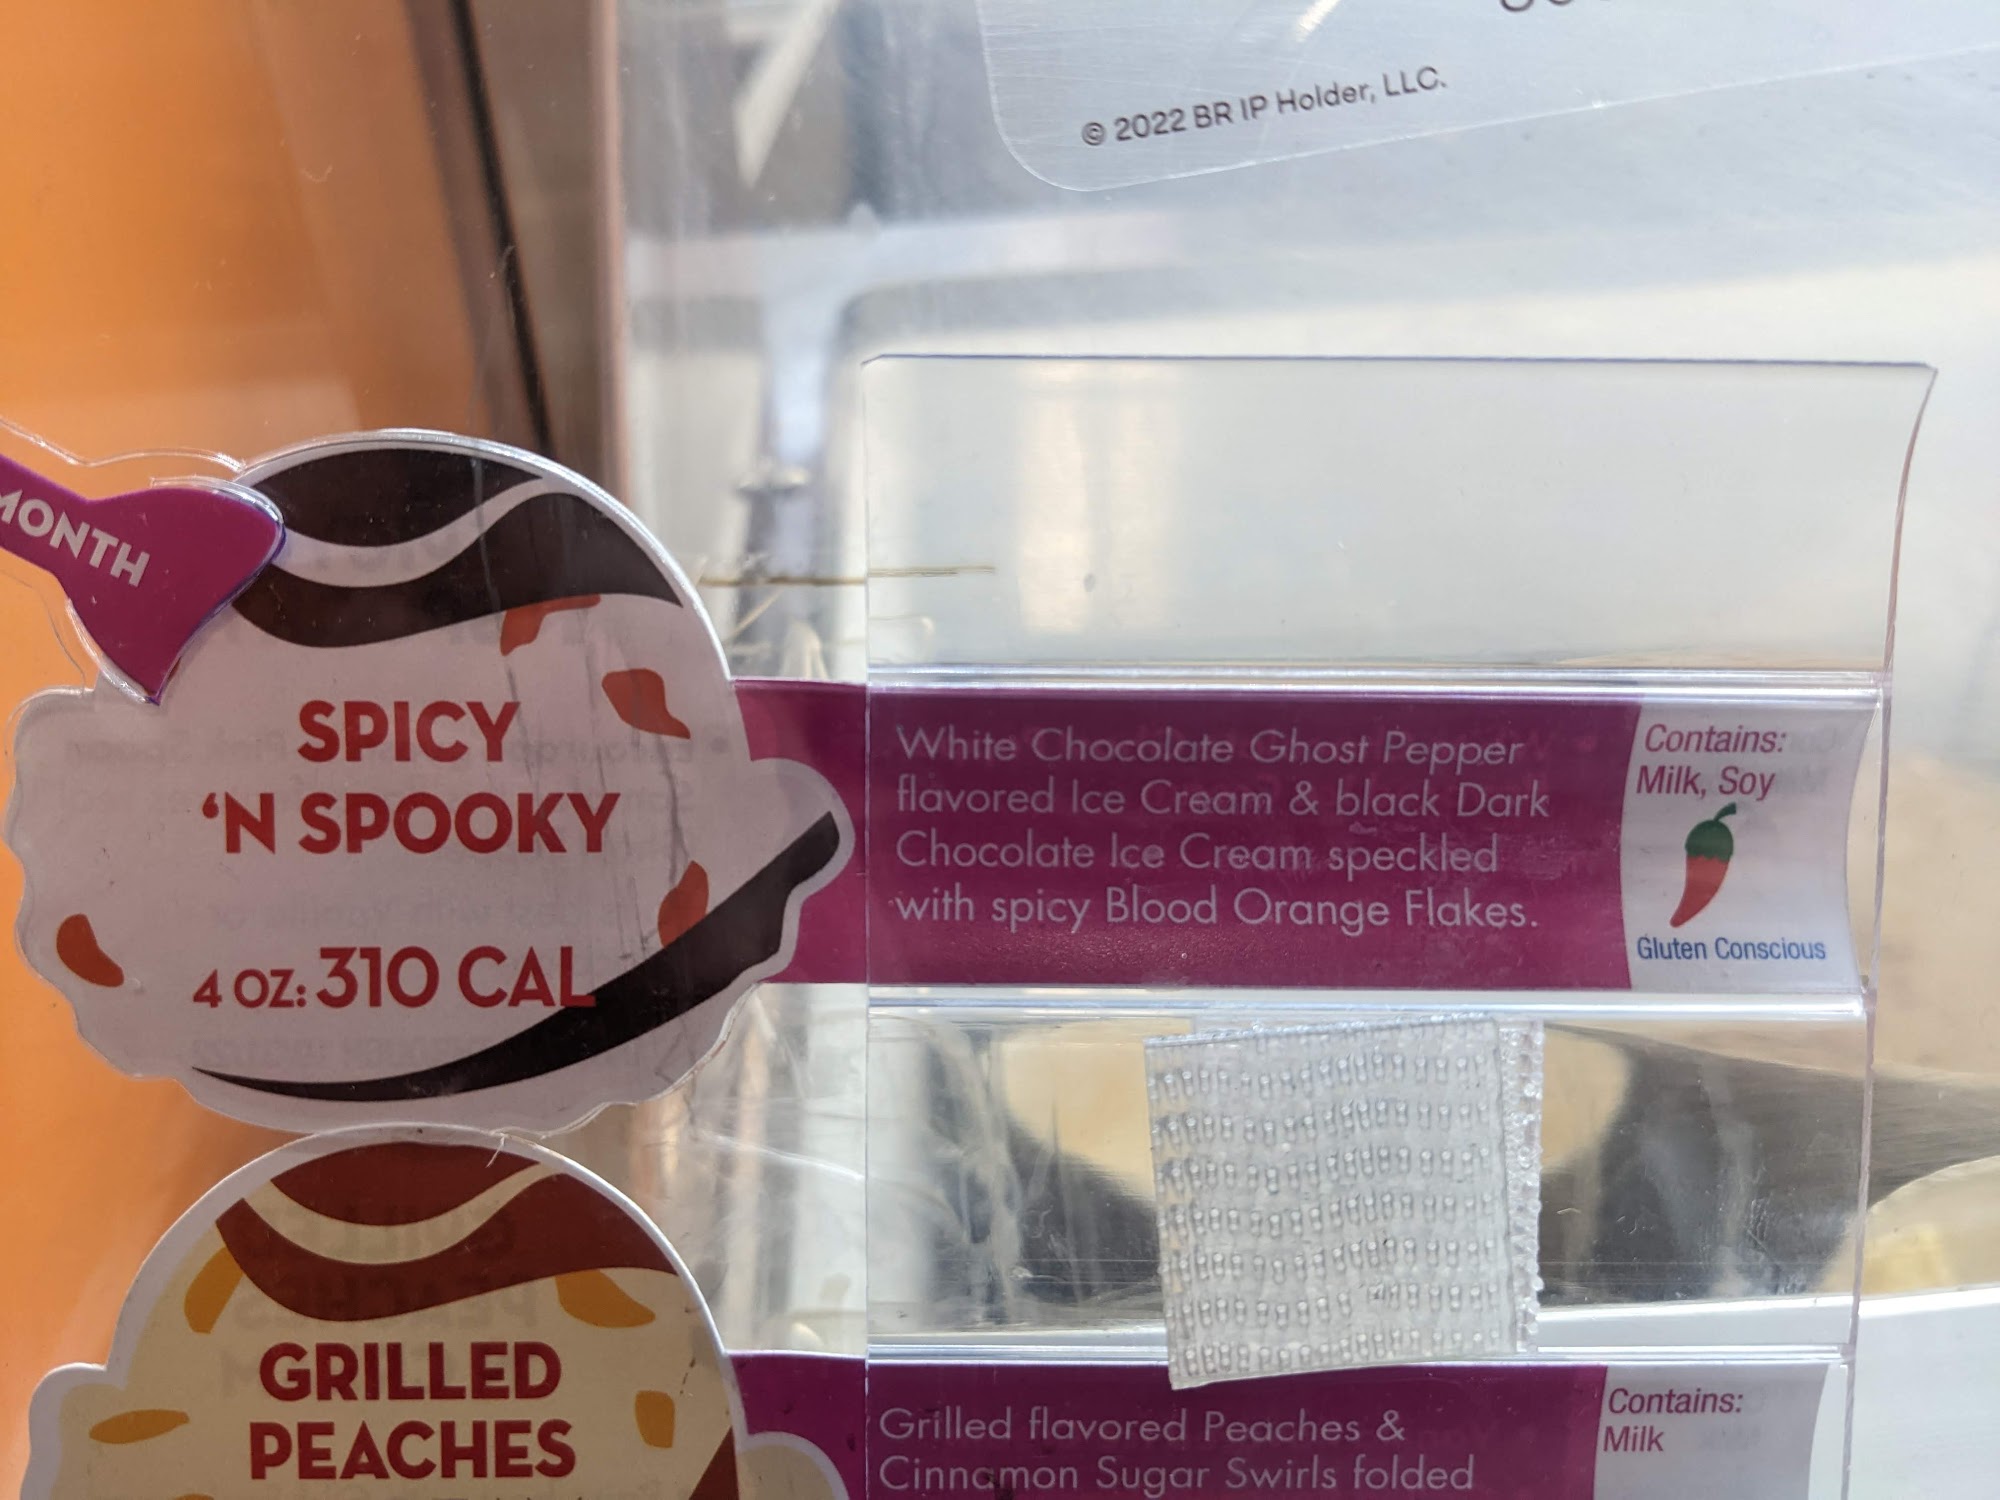 © 2022 BR IP Holder, LLC.
MONTH
SPICY
‘N SPOOKY
4 OZ: 310 CAL
White Chocolate Ghost Pepper
flavored Ice Cream & black Dark
Chocolate Ice Cream speckled
with spicy Blood Orange Flakes.
Contains:
Milk, Soy
Gluten Conscious
GRILLED
PEACHES
Grilled flavored Peaches &
Cinnamon Sugar Swirls folded
Contains:
Milk